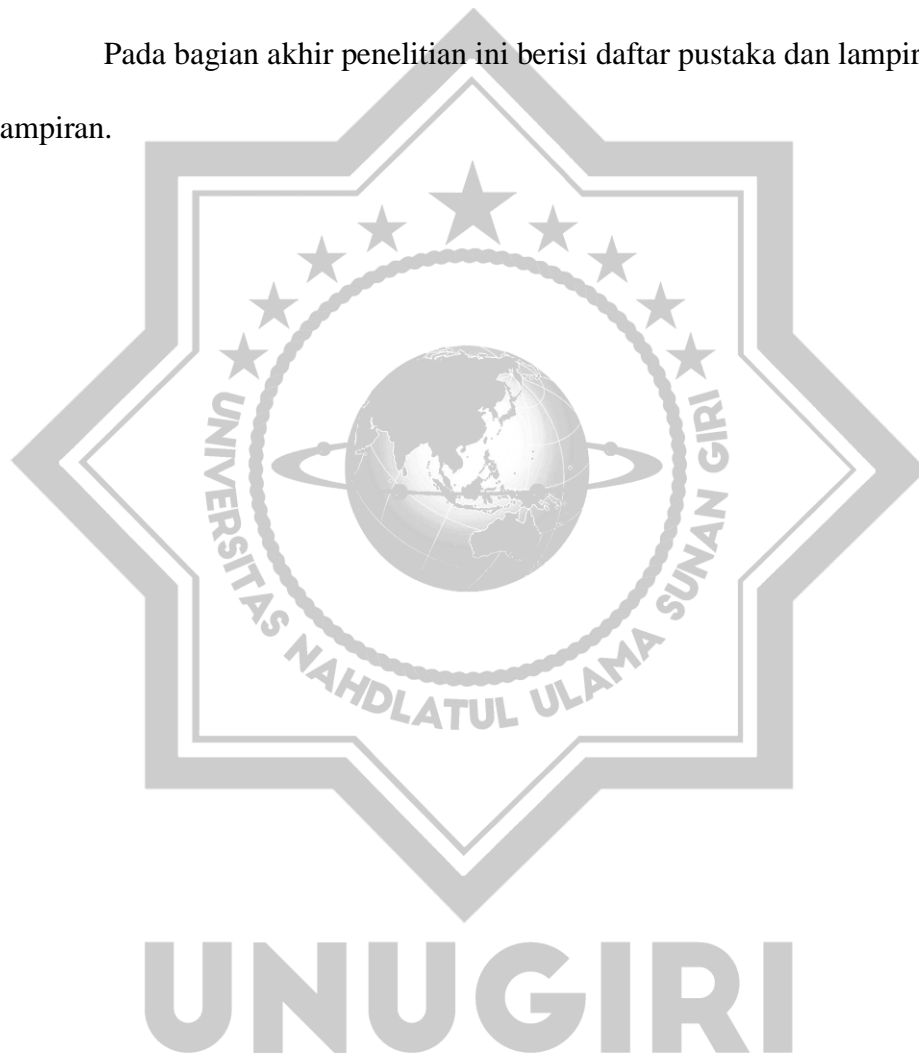 Pada bagian akhir penelitian ini berisi daftar pustaka dan lampir
ampiran.
UNIVERSITAS NAHDLATUL ULAMA SUNAN GIRI
UNUGIRI